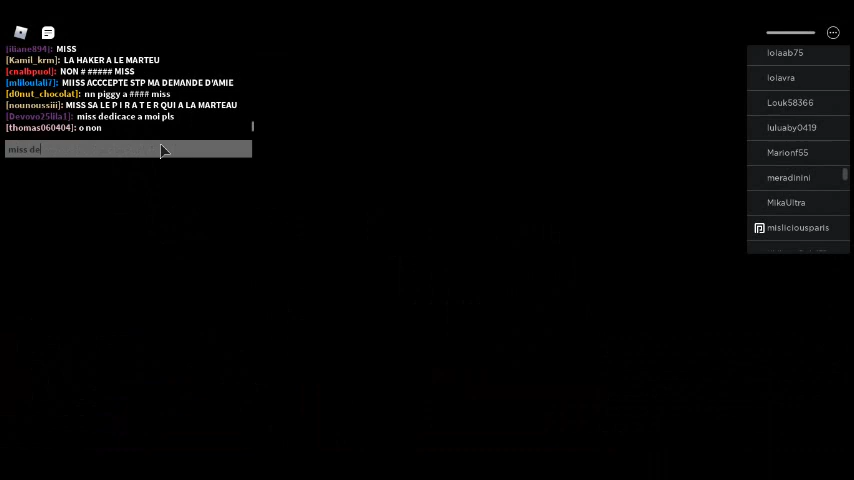 [iliane894]: MISS
[Kamil_krm]: LA HAKER A LE MARTEU
[cnalbpuol]: NON # ##### MISS
[mliloulali7]: MIISS ACCCEPTE STP MA DEMANDE D'AMIE
[d0nut_chocolat]: nn piggy a #### miss
[nounoussiii]: MISS SA LE P I R A T E R QUI A LA MARTEAU
[Devovo25lila1]: miss dedicace a moi pls
[thomas060404]: o non
miss de
lolaab75
lolavra
Louk58366
luluaby0419
Marionf55
meradinini
MikaUltra
misliciousparis